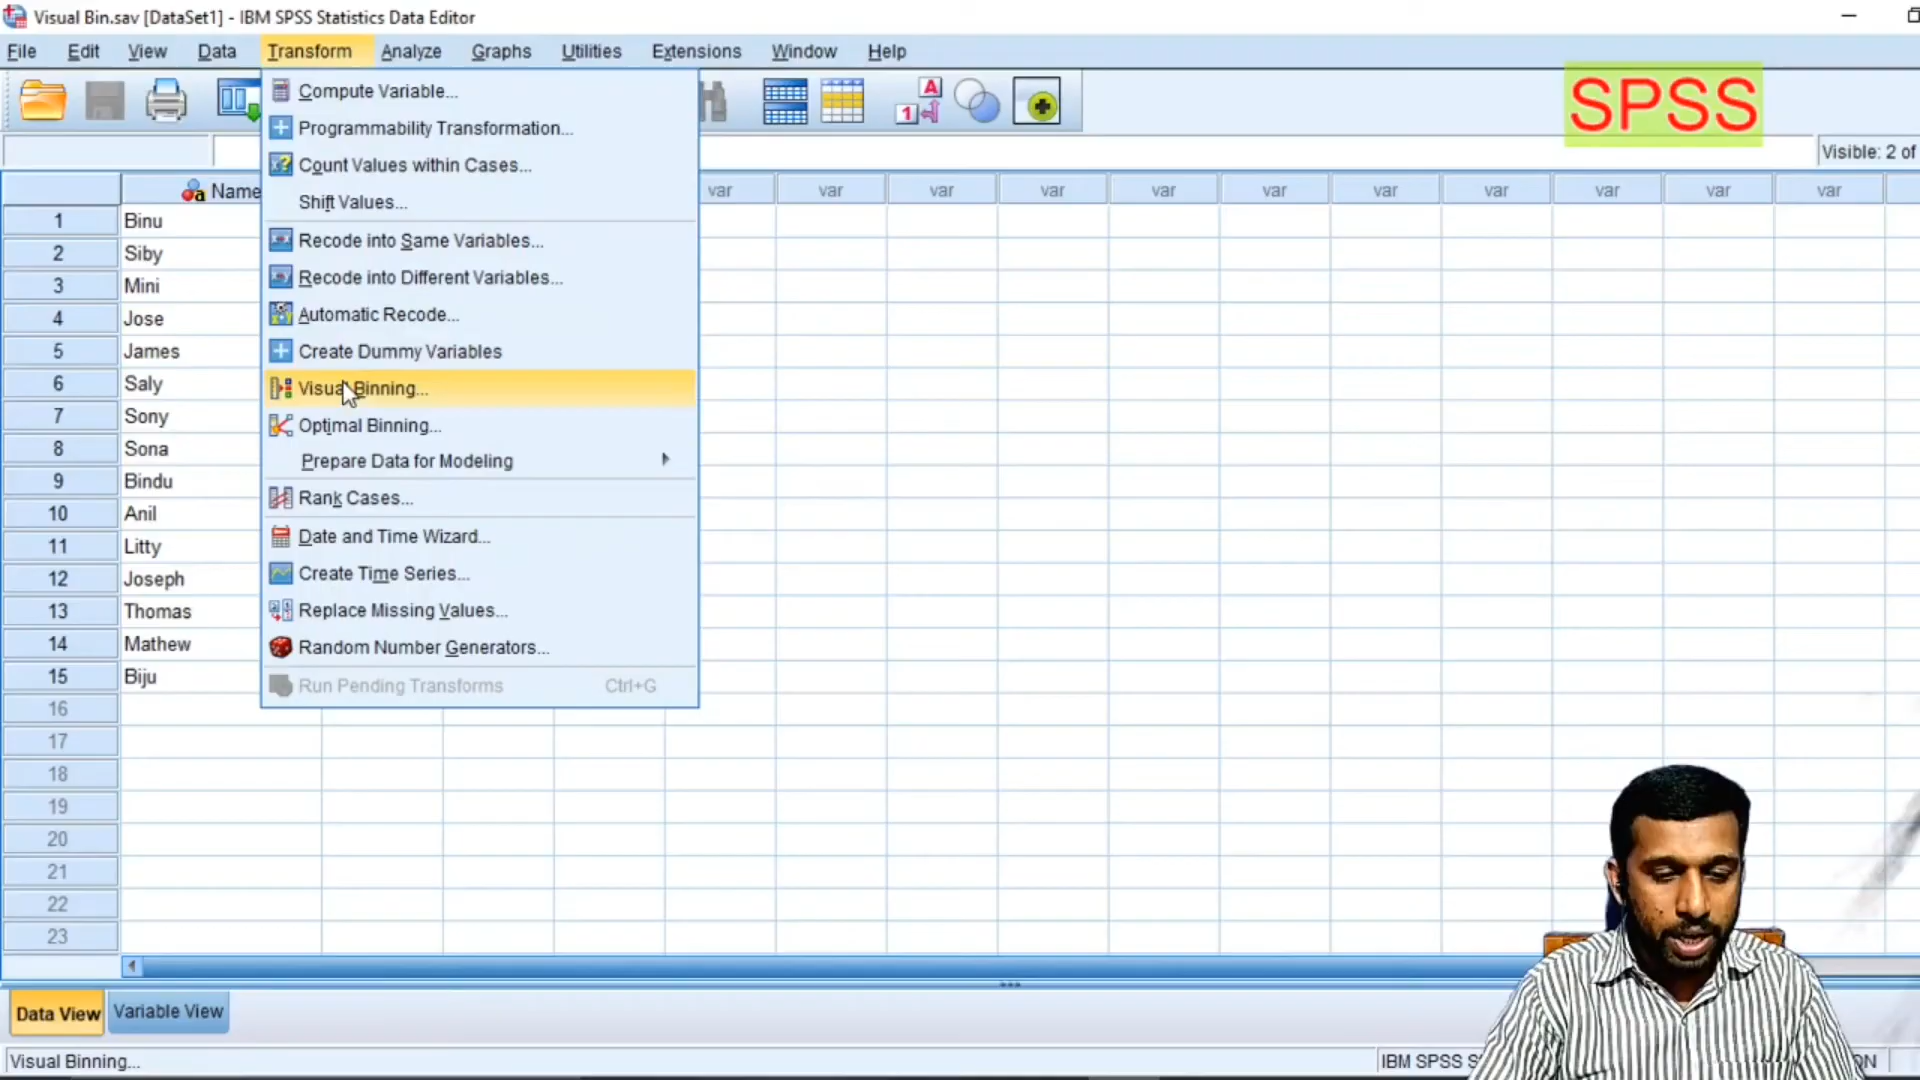 Visual Bin.sav [DataSet1] - IBM SPSS Statistics Data Editor
File Edit View Data Transform Analyze Graphs Utilities Extensions Window Help
SPSS
Visible: 2 of
Name var var var var var var var var var var var
Compute Variable...
Programmability Transformation...
Count Values within Cases...
Shift Values...
Recode into Same Variables...
Recode into Different Variables...
Automatic Recode...
Create Dummy Variables
Visual Binning...
Optimal Binning...
Prepare Data for Modeling
Rank Cases...
Date and Time Wizard...
Create Time Series...
Replace Missing Values...
Random Number Generators...
Run Pending Transforms Ctrl+G
1 Binu
2 Siby
3 Mini
4 Jose
5 James
6 Saly
7 Sony
8 Sona
9 Bindu
10 Anil
11 Litty
12 Joseph
13 Thomas
14 Mathew
15 Biju
16
17
18
19
20
21
22
23
Data View Variable View
Visual Binning... IBM SPSS S ON